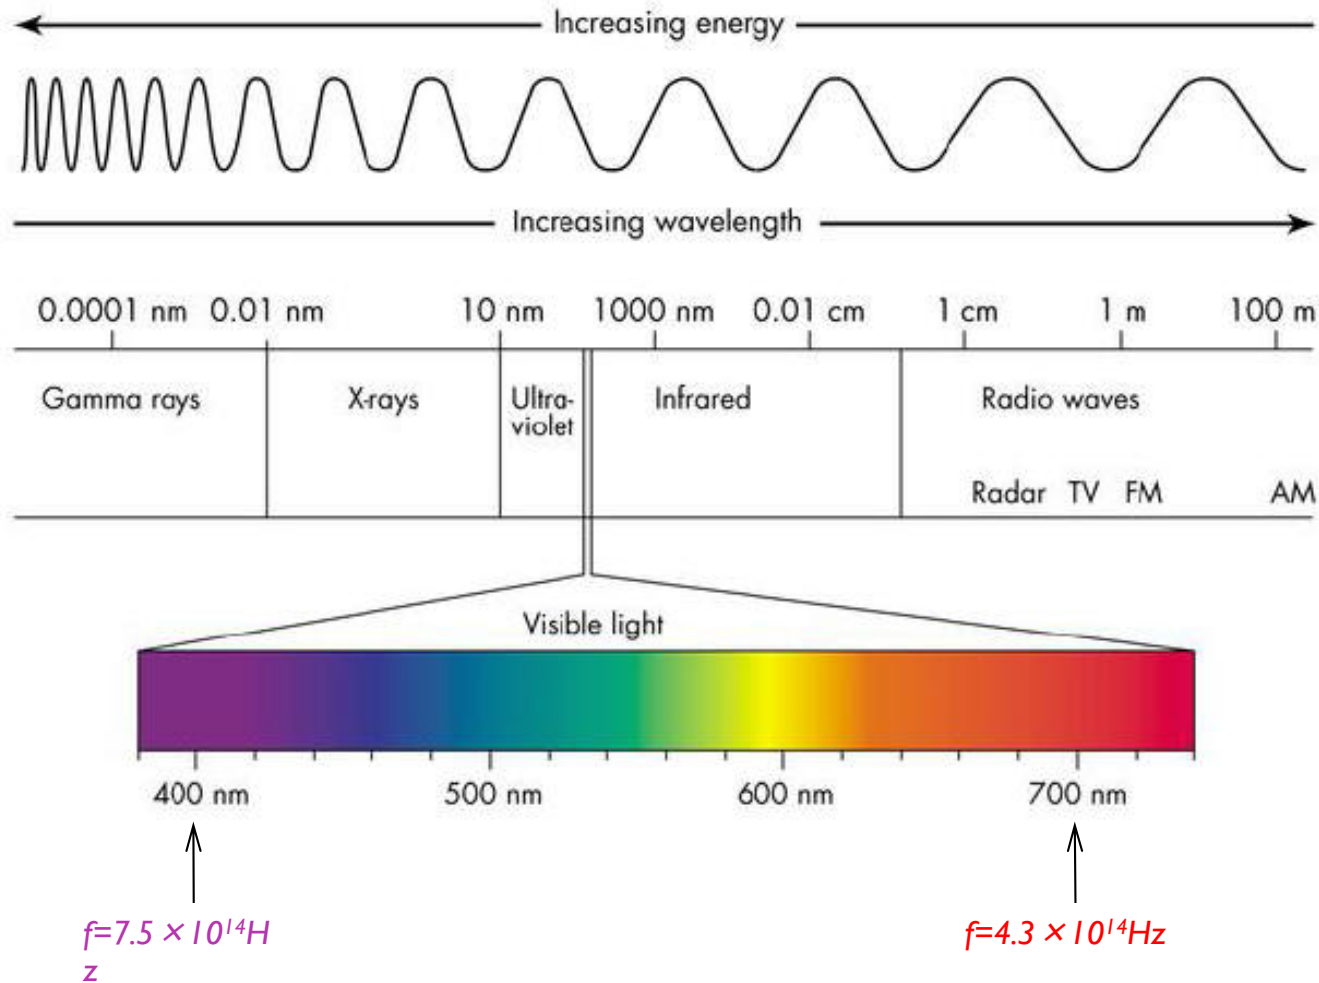 Increasing energy
Increasing wavelength
0.0001 nm 0.01 nm 10 nm 1000 nm 0.01 cm 1 cm 1 m 100 m
Gamma rays X-rays Ultra- Infrared Radio waves
violet
Radar TV FM AM
Visible light
400 nm 500 nm 600 nm 700 nm
f=7.5×10¹⁴H f=4.3×10¹⁴Hz
z